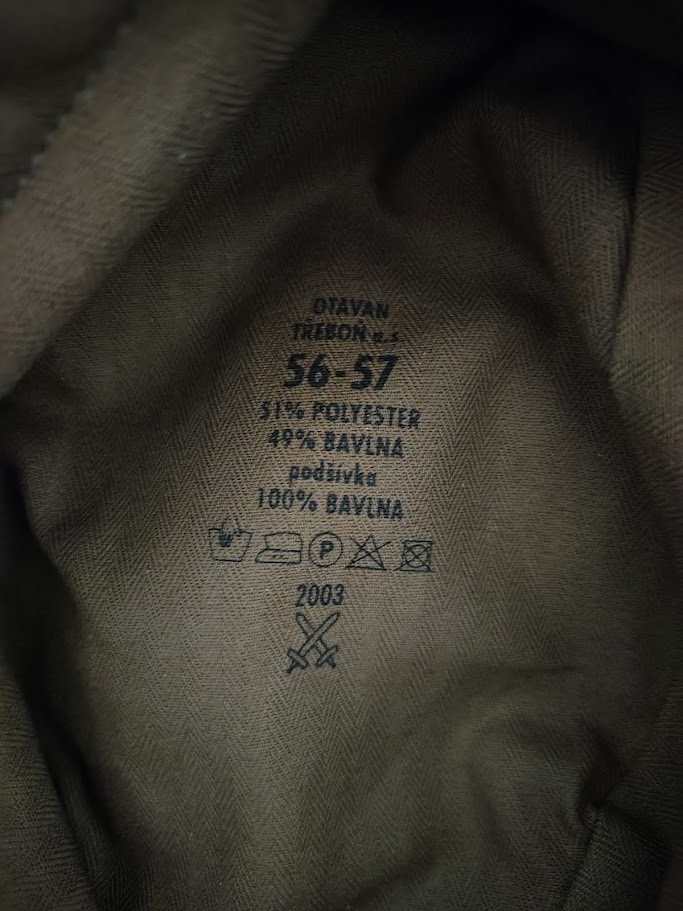 OTAVAN
TŘEBOŇ a.s
56-57
51% POLYESTER
49% BAVLNA
podšívka
100% BAVLNA
P
2003